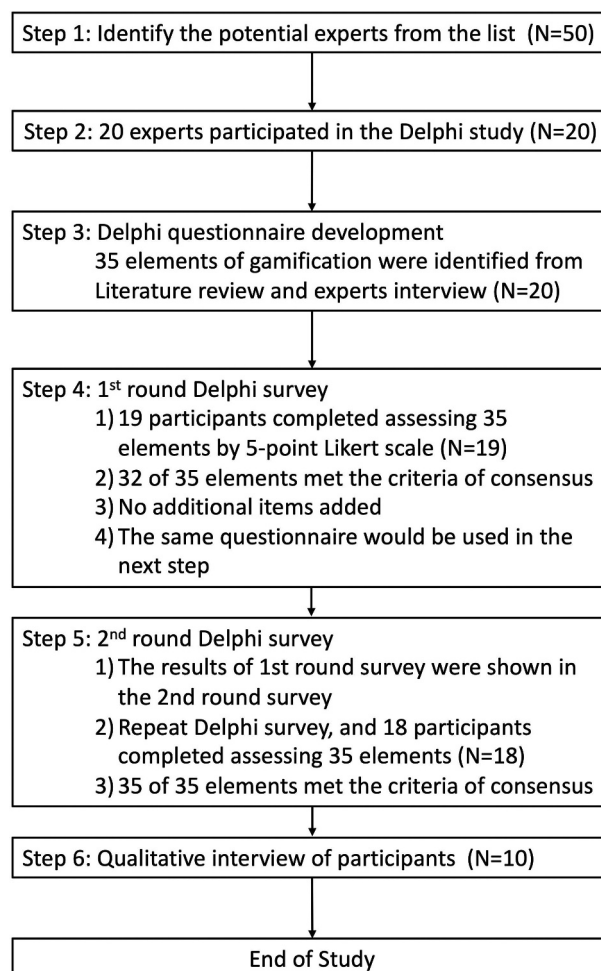 Step 1: Identify the potential experts from the list (N=50)
Step 2: 20 experts participated in the Delphi study (N=20)
Step 3: Delphi questionnaire development
35 elements of gamification were identified from
Literature review and experts interview (N=20)
Step 4: 1st round Delphi survey
1) 19 participants completed assessing 35
elements by 5-point Likert scale (N=19)
2) 32 of 35 elements met the criteria of consensus
3) No additional items added
4) The same questionnaire would be used in the
next step
Step 5: 2nd round Delphi survey
1) The results of 1st round survey were shown in
the 2nd round survey
2) Repeat Delphi survey, and 18 participants
completed assessing 35 elements (N=18)
3) 35 of 35 elements met the criteria of consensus
Step 6: Qualitative interview of participants (N=10)
End of Study